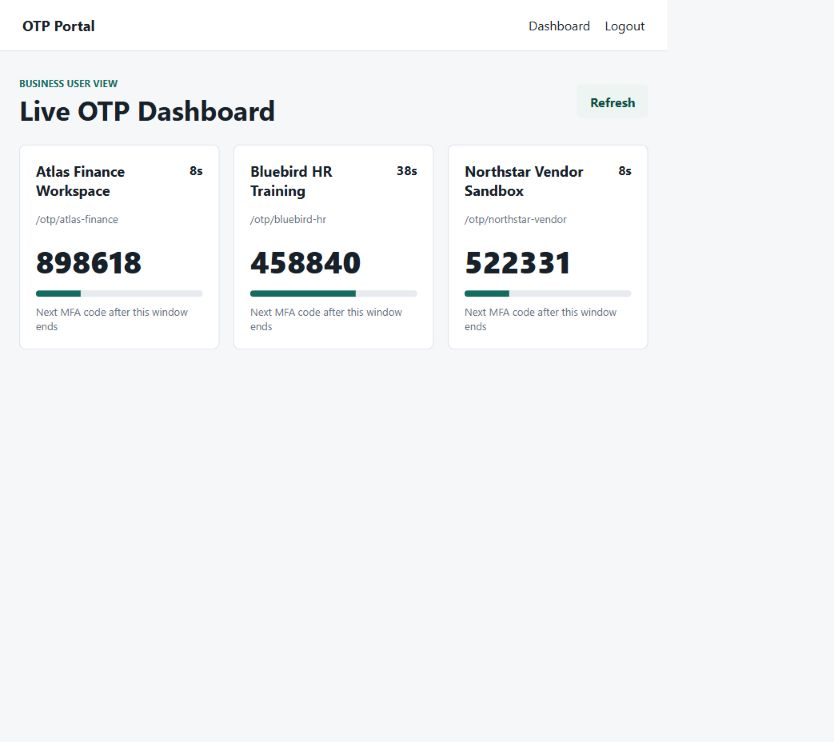 OTP Portal
Dashboard
Logout
BUSINESS USER VIEW
Live OTP Dashboard
Refresh
Atlas Finance
Workspace
8s
/otp/atlas-finance
898618
Next MFA code after this window
ends
Bluebird HR
Training
38s
/otp/bluebird-hr
458840
Next MFA code after this window
ends
Northstar Vendor
Sandbox
8s
/otp/northstar-vendor
522331
Next MFA code after this window
ends